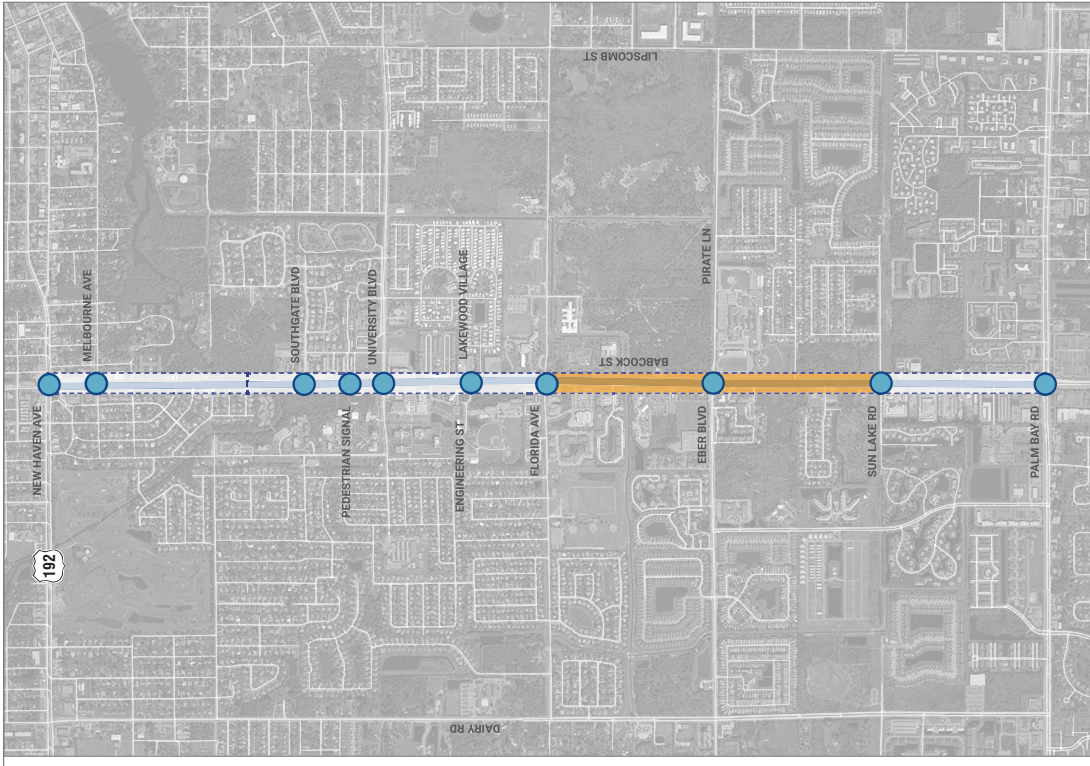 LIPSCOMB ST
MELBOURNE AVE
SOUTHGATE BLVD
UNIVERSITY BLVD
LAKEWOOD VILLAGE
PIRATE LN
BABCOCK ST
NEW HAVEN AVE
PEDESTRIAN SIGNAL
ENGINEERING ST
FLORIDA AVE
EBER BLVD
SUN LAKE RD
PALM BAY RD
192
DAIRY RD